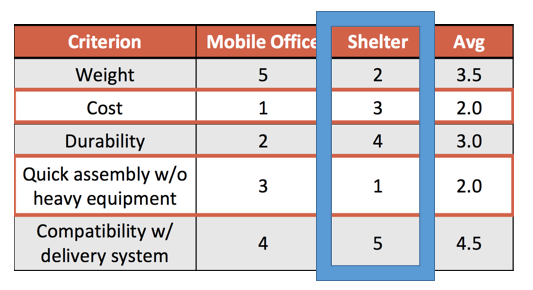 Criterion Mobile Office Shelter Avg
Weight 5 2 3.5
Cost 1 3 2.0
Durability 2 4 3.0
Quick assembly w/o
heavy equipment 3 1 2.0
Compatibility w/
delivery system 4 5 4.5